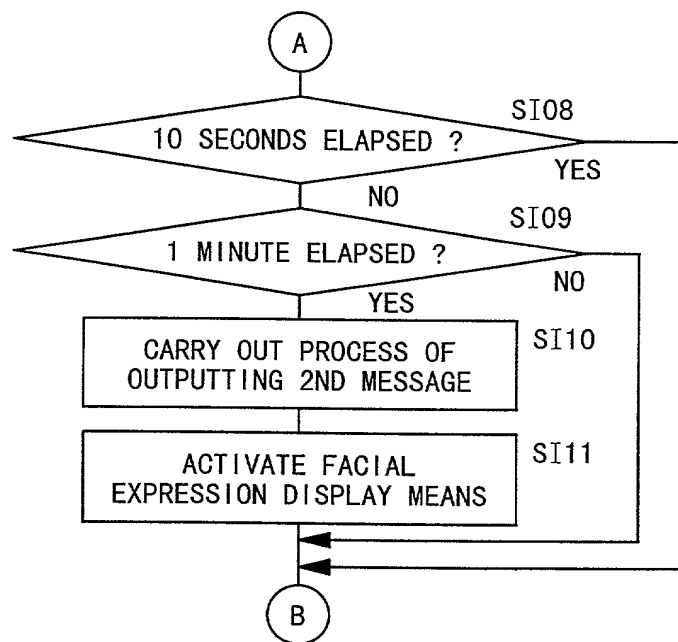 A
SI08
10 SECONDS ELAPSED ?
YES
NO
SI09
1 MINUTE ELAPSED ?
NO
YES
SI10
CARRY OUT PROCESS OF
OUTPUTTING 2ND MESSAGE
SI11
ACTIVATE FACIAL
EXPRESSION DISPLAY MEANS
B